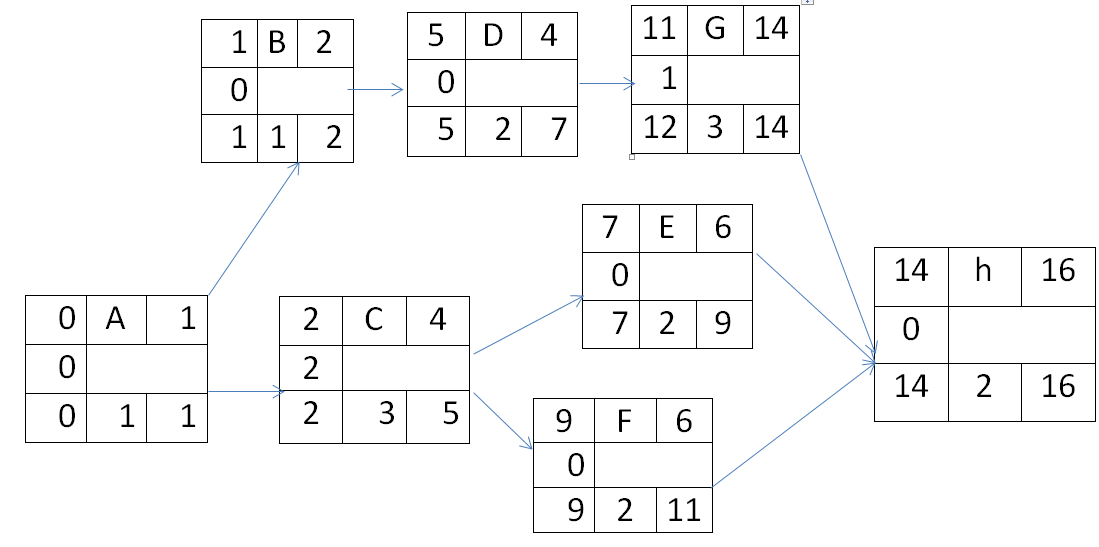 1 B 2
0
1 1 2
5 D 4
0
5 2 7
11 G 14
1
12 3 14
0 A 1
0
0 1 1
2 C 4
2
2 3 5
7 E 6
0
7 2 9
9 F 6
0
9 2 11
14 h 16
0
14 2 16